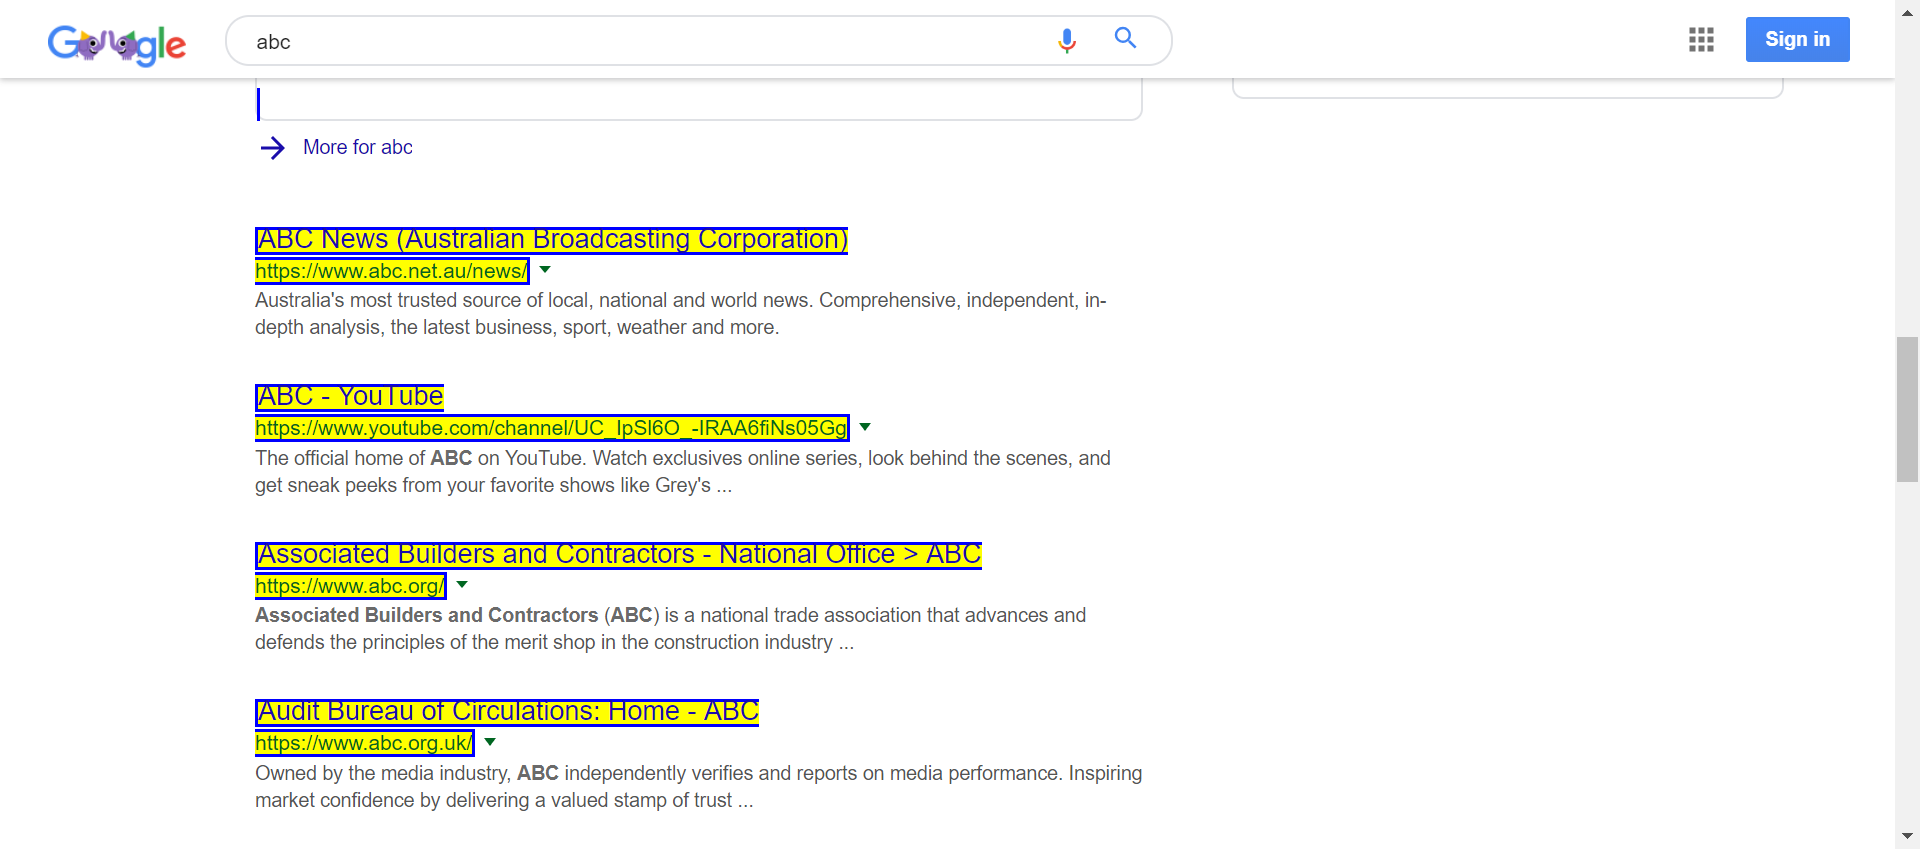 Google
abc
Sign in
More for abc
ABC News (Australian Broadcasting Corporation)
https://www.abc.net.au/news/
Australia's most trusted source of local, national and world news. Comprehensive, independent, in-
depth analysis, the latest business, sport, weather and more.
ABC - YouTube
https://www.youtube.com/channel/UC_IpSl6O_-IRAA6fiNs05Gg
The official home of ABC on YouTube. Watch exclusives online series, look behind the scenes, and
get sneak peeks from your favorite shows like Grey's ...
Associated Builders and Contractors - National Office > ABC
https://www.abc.org/
Associated Builders and Contractors (ABC) is a national trade association that advances and
defends the principles of the merit shop in the construction industry ...
Audit Bureau of Circulations: Home - ABC
https://www.abc.org.uk/
Owned by the media industry, ABC independently verifies and reports on media performance. Inspiring
market confidence by delivering a valued stamp of trust ...